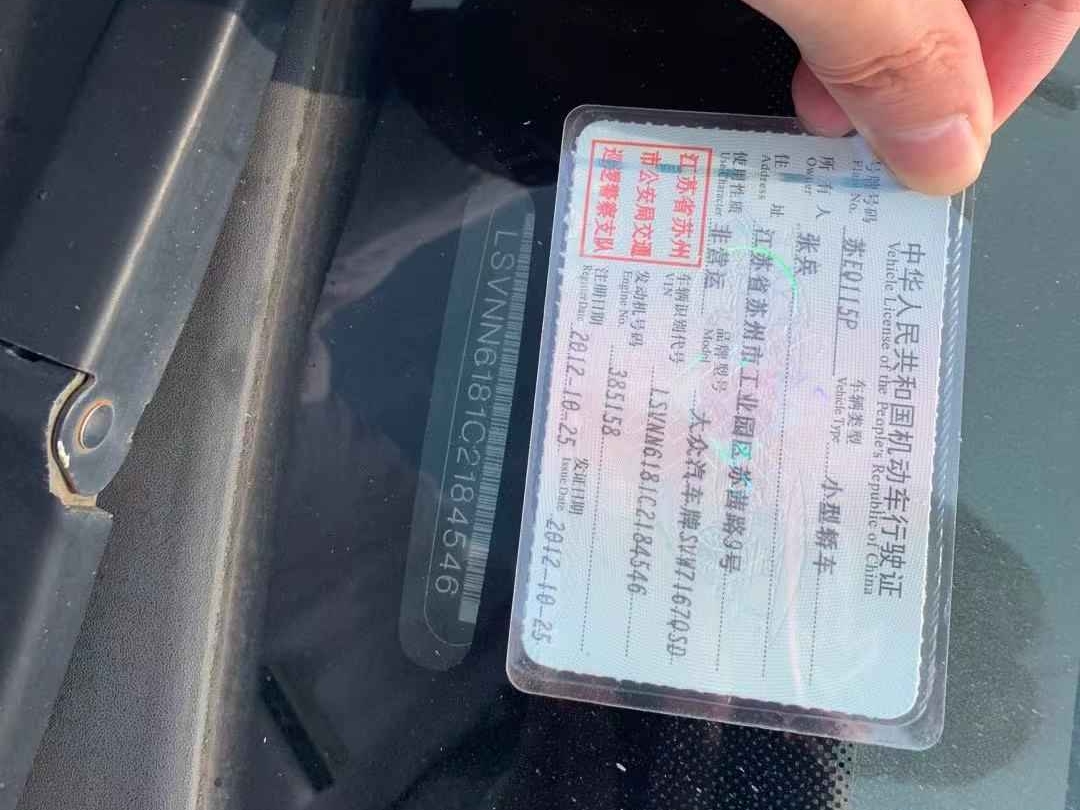 中华人民共和国机动车行驶证
Vehicle License of the People's Republic of China
号牌号码 苏EQ115P 车辆类型 小型轿车
Plate No. Vehicle Type
所有人 张兵
Owner
住址 江苏省苏州市工业园区苏惠路9号
Address
使用性质 非营运 品牌型号 大众汽车牌SVW7167QSD
Use Character Model
江苏省苏州
市公安局交通
巡逻警察支队
车辆识别代号 LSVNN6181C2184546
VIN
发动机号码 385158
Engine No.
注册日期 2012-10-25 发证日期 2012-10-25
Register Date Issue Date
LSVNN6181C2184546